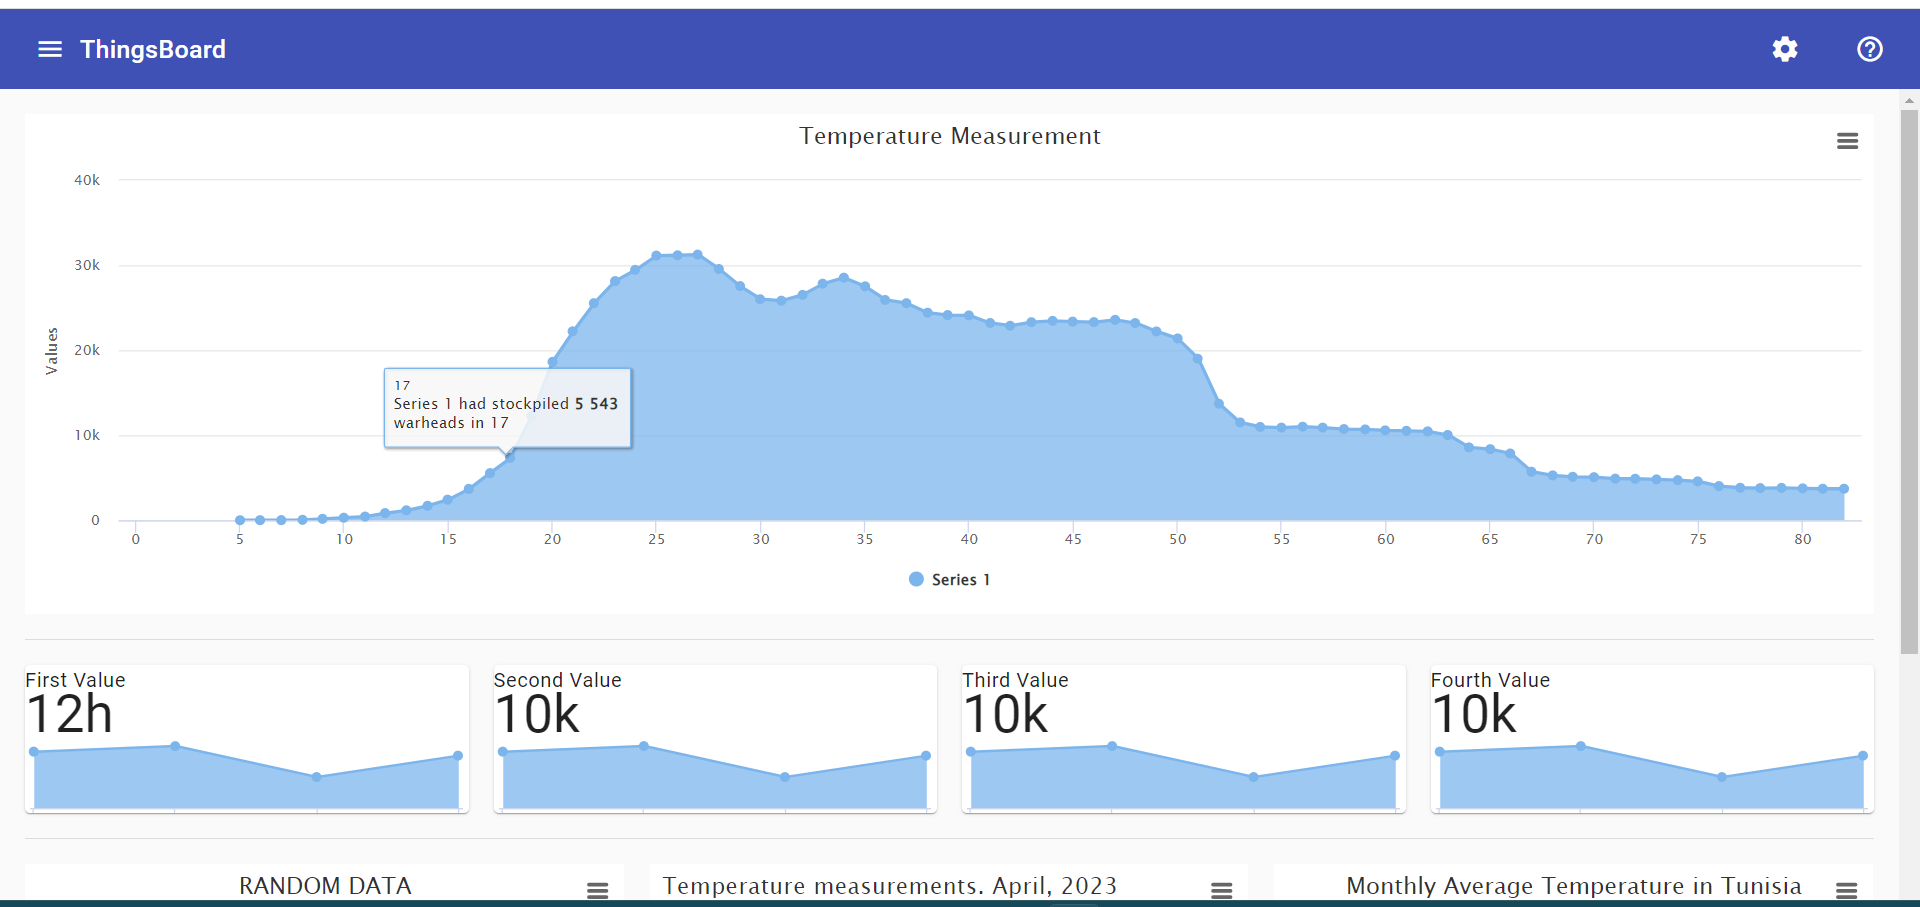 ThingsBoard
Temperature Measurement
40k
30k
20k
10k
0
Values
17
Series 1 had stockpiled 5 543
warheads in 17
0 5 10 15 20 25 30 35 40 45 50 55 60 65 70 75 80
Series 1
First Value
12h
Second Value
10k
Third Value
10k
Fourth Value
10k
RANDOM DATA
Temperature measurements. April, 2023
Monthly Average Temperature in Tunisia